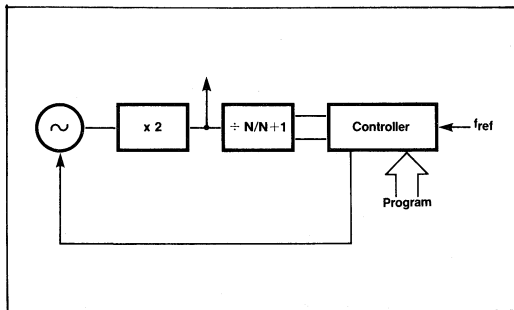 ~
x 2
÷ N/N+1
Controller
fref
Program